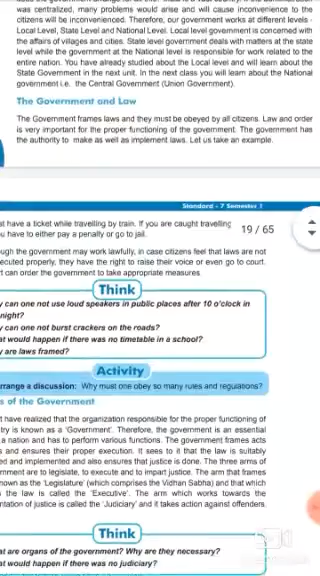 was centralized, many problems would arise and will cause inconvenience to the
citizens will be inconvenienced. Therefore, our government works at different levels -
Local Level, State Level and National Level. Local level government is concerned with
the affairs of villages and cities. State level government deals with matters at the state
level while the government at the National level is responsible for work related to the
entire nation. You have already studied about the Local level and will learn about the
State Government in the next unit. In the next class you will learn about the National
government i.e. the Central Government (Union Government).
The Government and Law
The Government frames laws and they must be obeyed by all citizens. Law and order
is very important for the proper functioning of the government. The government has
the authority to make as well as implement laws. Let us take an example.
Standard - 7 Semester 2
st have a ticket while travelling by train. If you are caught travelling
19 / 65
u have to either pay a penalty or go to jail.
ugh the government may work lawfully, in case citizens feel that laws are not
ecuted properly, they have the right to raise their voice or even go to court.
t can order the government to take appropriate measures
Think
y can one not use loud speakers in public places after 10 o'clock in
night?
y can one not burst crackers on the roads?
at would happen if there was no timetable in a school?
y are laws framed?
Activity
rrange a discussion: Why must one obey so many rules and regulations?
s of the Government
t have realized that the organization responsible for the proper functioning of
try is known as a 'Government'. Therefore, the government is an essential
a nation and has to perform various functions. The government frames acts
s and ensures their proper execution. It sees to it that the law is suitably
ed and implemented and also ensures that justice is done. The three arms of
rnment are to legislate, to execute and to impart justice. The arm that frames
nown as the 'Legislature' (which comprises the Vidhan Sabha) and that which
s the law is called the 'Executive'. The arm which works towards the
ntation of justice is called the 'Judiciary' and it takes action against offenders.
Think
at are organs of the government? Why are they necessary?
at would happen if there was no judiciary?